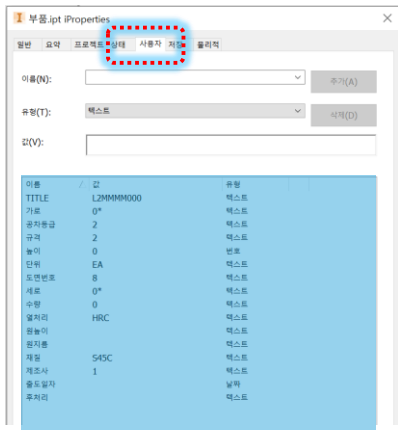 부품.ipt iProperties
일반 요약 프로젝트 상태 사용자 저장 물리적
이름(N):
추가(A)
유형(T): 텍스트
삭제(D)
값(V):
이름 / 값 유형
TITLE L2MMMM000 텍스트
가로 0* 텍스트
공차등급 2 텍스트
규격 2 텍스트
높이 0 번호
단위 EA 텍스트
도면번호 8 텍스트
세로 0* 텍스트
수량 0 텍스트
열처리 HRC 텍스트
원높이 텍스트
원지름 텍스트
재질 S45C 텍스트
제조사 1 텍스트
출도일자 날짜
후처리 텍스트